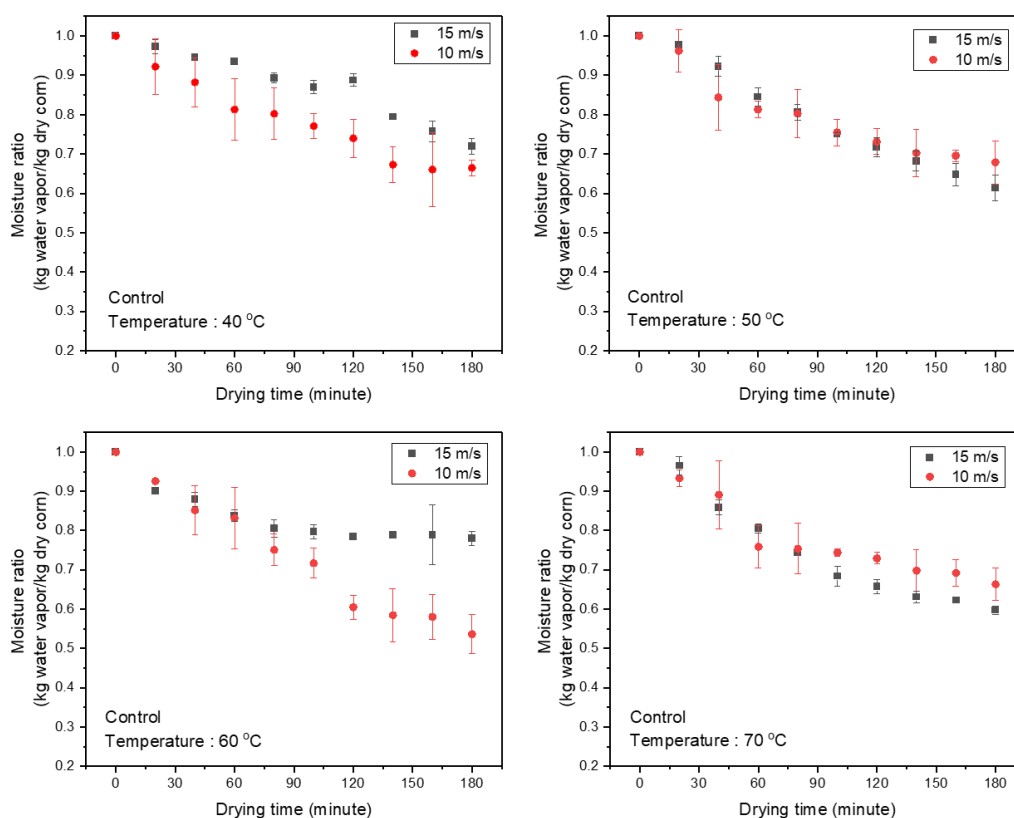 1.0
0.9
0.8
0.7
0.6
0.5
0.4
0.3
0.2
Moisture ratio
(kg water vapor/kg dry corn)
15 m/s
10 m/s
Control
Temperature : 40 °C
0 30 60 90 120 150 180
Drying time (minute)
1.0
0.9
0.8
0.7
0.6
0.5
0.4
0.3
0.2
Moisture ratio
(kg water vapor/kg dry corn)
15 m/s
10 m/s
Control
Temperature : 50 °C
0 30 60 90 120 150 180
Drying time (minute)
1.0
0.9
0.8
0.7
0.6
0.5
0.4
0.3
0.2
Moisture ratio
(kg water vapor/kg dry corn)
15 m/s
10 m/s
Control
Temperature : 60 °C
0 30 60 90 120 150 180
Drying time (minute)
1.0
0.9
0.8
0.7
0.6
0.5
0.4
0.3
0.2
Moisture ratio
(kg water vapor/kg dry corn)
15 m/s
10 m/s
Control
Temperature : 70 °C
0 30 60 90 120 150 180
Drying time (minute)